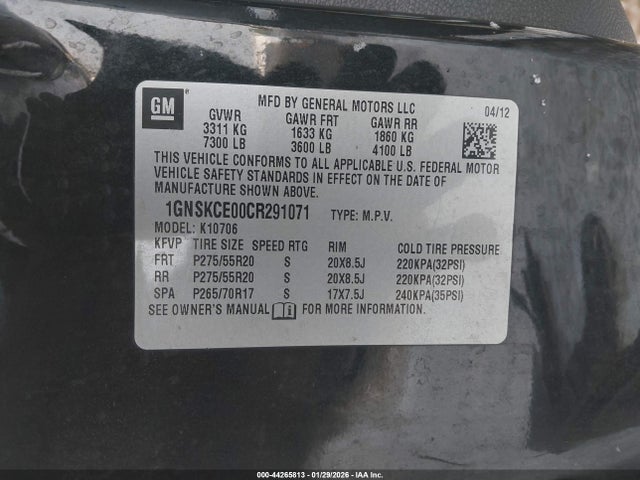 GM
MFD BY GENERAL MOTORS LLC
04/12
GVWR GAWR FRT GAWR RR
3311 KG 1633 KG 1860 KG
7300 LB 3600 LB 4100 LB
THIS VEHICLE CONFORMS TO ALL APPLICABLE U.S. FEDERAL MOTOR
VEHICLE SAFETY STANDARDS IN EFFECT ON THE DATE OF
MANUFACTURE SHOWN ABOVE.
1GNSKCE00CR291071 TYPE: M.P.V.
MODEL: K10706
KFVP TIRE SIZE SPEED RTG RIM COLD TIRE PRESSURE
FRT P275/55R20 S 20X8.5J 220KPA(32PSI)
RR P275/55R20 S 20X8.5J 220KPA(32PSI)
SPA P265/70R17 S 17X7.5J 240KPA(35PSI)
SEE OWNER'S MANUAL i FOR MORE INFORMATION.
000-44265813 | 01/29/2026 | IAA Inc.